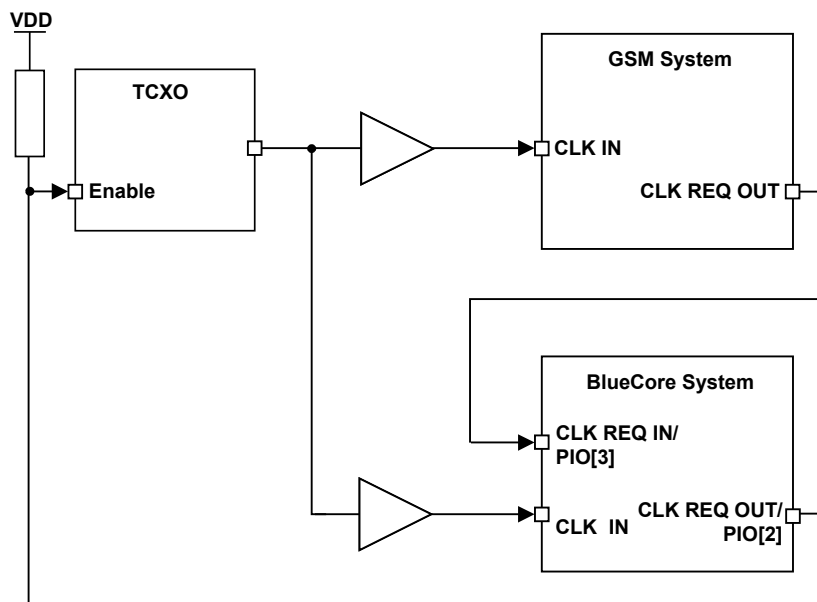 VDD
TCXO
Enable
GSM System
CLK IN
CLK REQ OUT
BlueCore System
CLK REQ IN/
PIO[3]
CLK IN
CLK REQ OUT/
PIO[2]